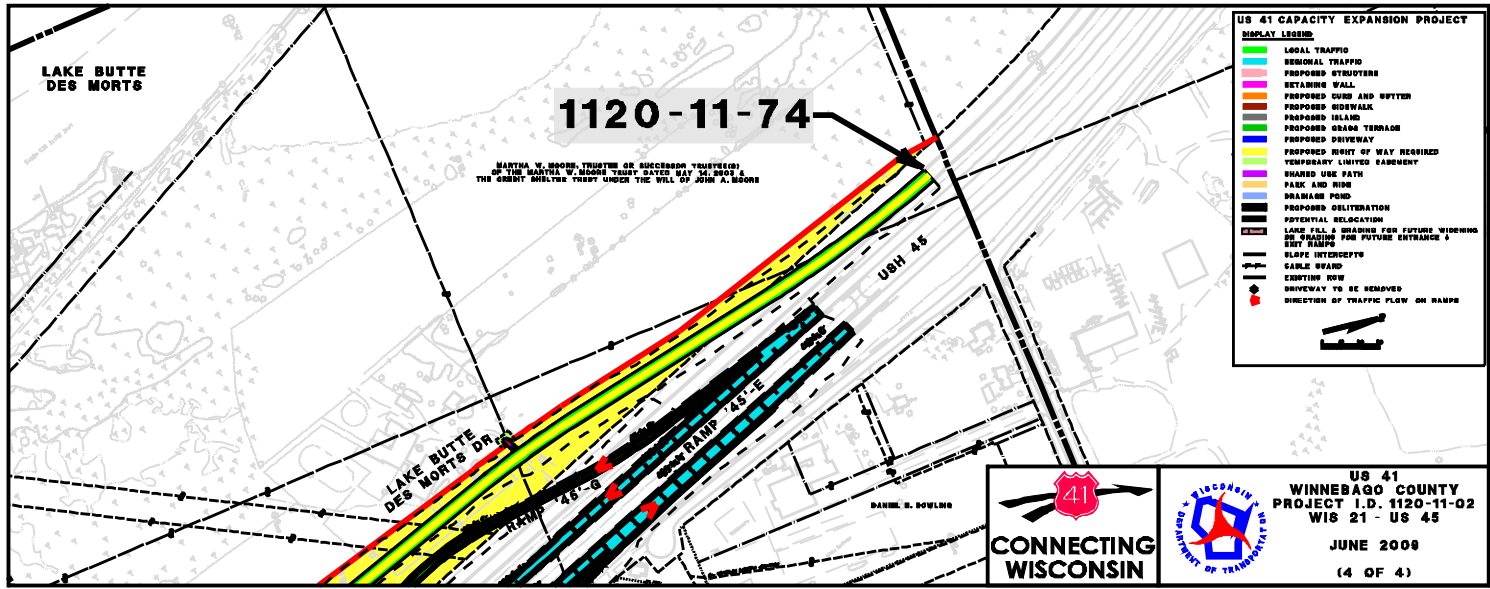 LAKE BUTTE
DES MORTS
1120-11-74
MARTHA W. MOORE, TRUSTEE OR SUCCESSOR TRUSTEE(S)
OF THE MARTHA W. MOORE TRUST DATED MAY 14, 2003 &
THE CREDIT SHELTER TRUST UNDER THE WILL OF JOHN A. MOORE
USH 45
RAMP '45'-E
LAKE BUTTE
DES MORTS DR
RAMP '45'-G
DANIEL E. DOWLING
US 41 CAPACITY EXPANSION PROJECT
DISPLAY LEGEND
LOCAL TRAFFIC
REGIONAL TRAFFIC
PROPOSED STRUCTURE
RETAINING WALL
PROPOSED CURB AND GUTTER
PROPOSED SIDEWALK
PROPOSED ISLAND
PROPOSED GRASS TERRACE
PROPOSED DRIVEWAY
PROPOSED RIGHT OF WAY REQUIRED
TEMPORARY LIMITED EASEMENT
SHARED USE PATH
PARK AND RIDE
DRAINAGE POND
PROPOSED OBLITERATION
POTENTIAL RELOCATION
LAKE FILL & GRADING FOR FUTURE WIDENING
OR GRADING FOR FUTURE ENTRANCE &
EXIT RAMPS
SLOPE INTERCEPTS
CABLE GUARD
EXISTING ROW
DRIVEWAY TO BE REMOVED
DIRECTION OF TRAFFIC FLOW ON RAMPS
41
CONNECTING
WISCONSIN
WISCONSIN
DEPARTMENT OF TRANSPORTATION
US 41
WINNEBAGO COUNTY
PROJECT I.D. 1120-11-02
WIS 21 - US 45
JUNE 2009
(4 OF 4)